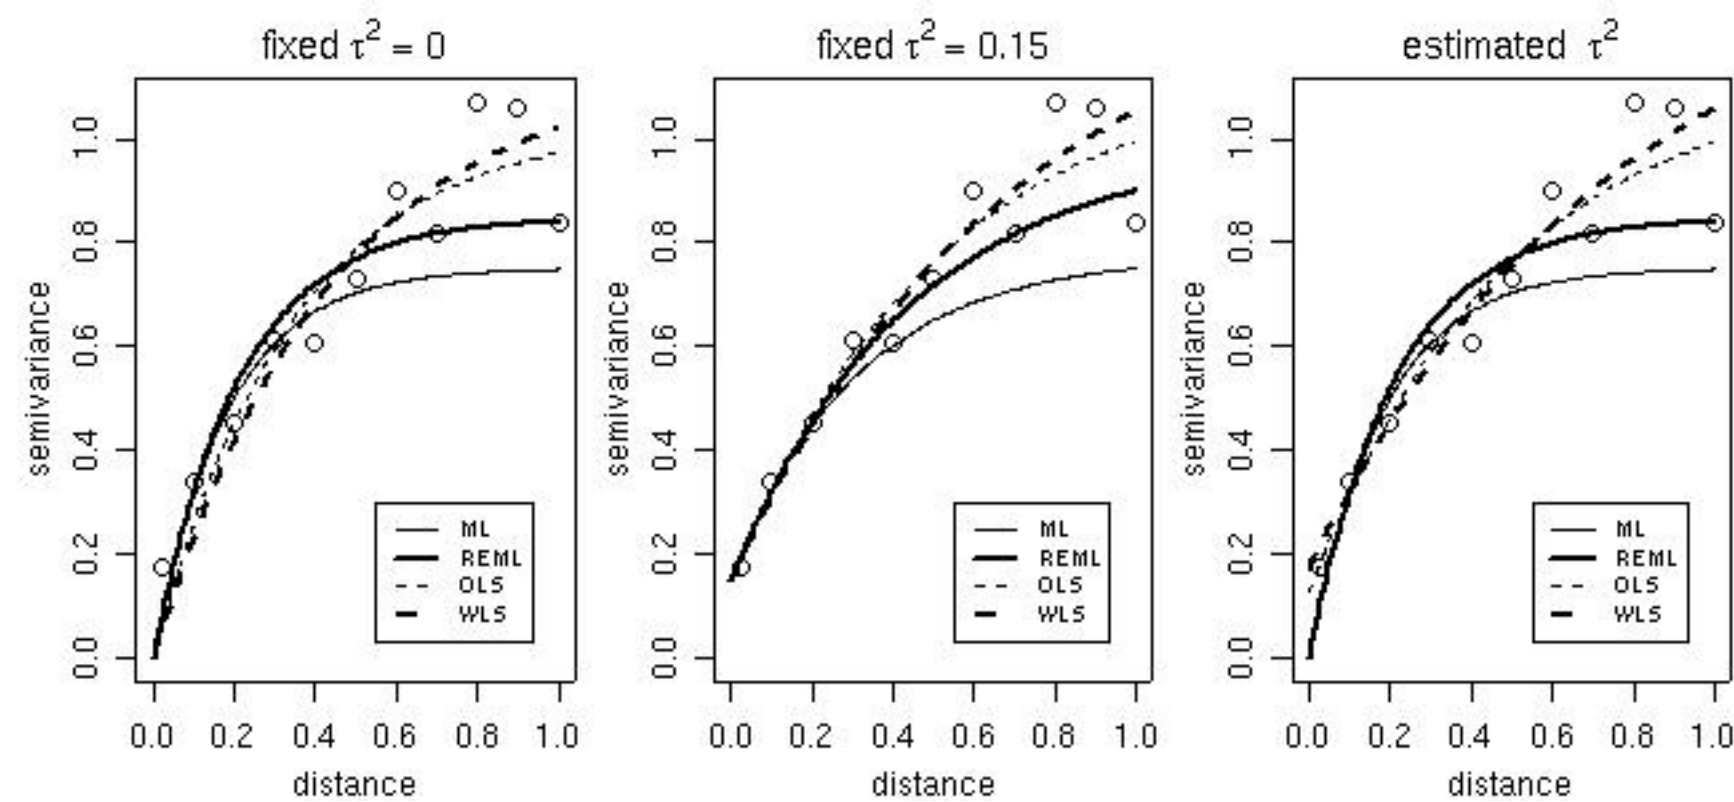 fixed τ² = 0
semivariance
0.0 0.2 0.4 0.6 0.8 1.0
ML
REML
OLS
WLS
0.0 0.2 0.4 0.6 0.8 1.0
distance
fixed τ² = 0.15
semivariance
0.0 0.2 0.4 0.6 0.8 1.0
ML
REML
OLS
WLS
0.0 0.2 0.4 0.6 0.8 1.0
distance
estimated τ²
semivariance
0.0 0.2 0.4 0.6 0.8 1.0
ML
REML
OLS
WLS
0.0 0.2 0.4 0.6 0.8 1.0
distance